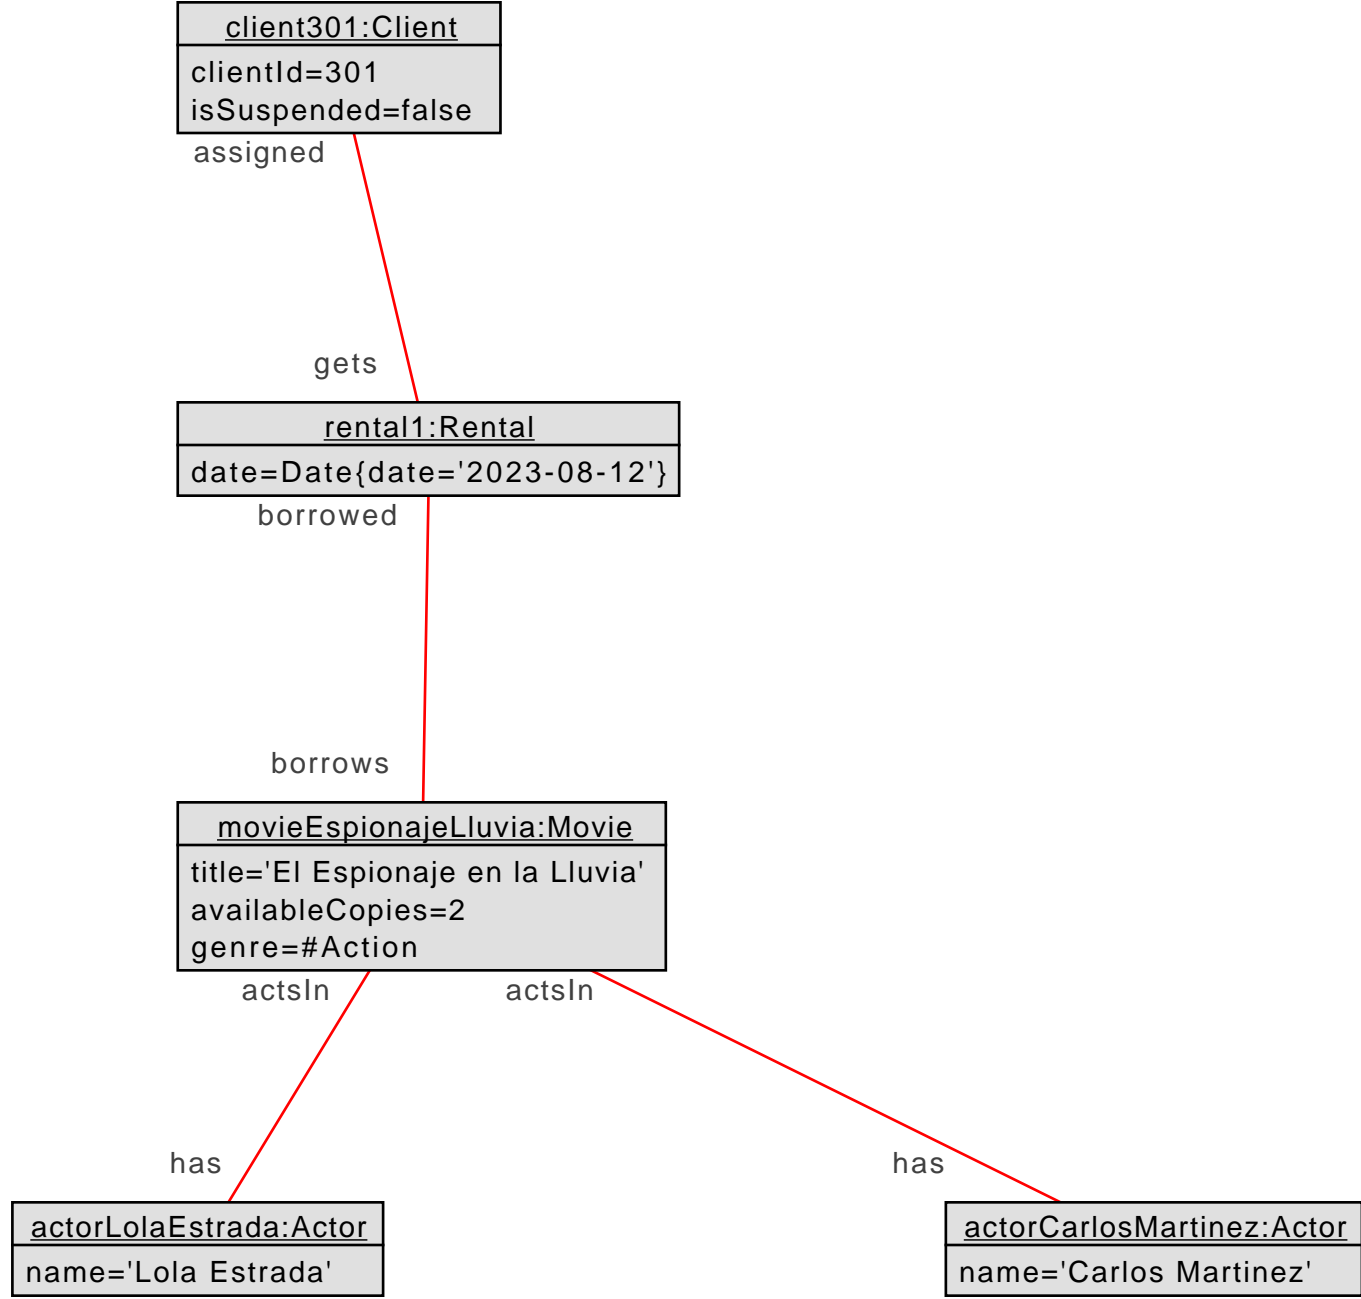 client301:Client
clientId=301
isSuspended=false
assigned
gets
rental1:Rental
date=Date{date='2023-08-12'}
borrowed
borrows
movieEspionajeLluvia:Movie
title='El Espionaje en la Lluvia'
availableCopies=2
genre=#Action
actsIn
actsIn
has
has
actorLolaEstrada:Actor
name='Lola Estrada'
actorCarlosMartinez:Actor
name='Carlos Martinez'